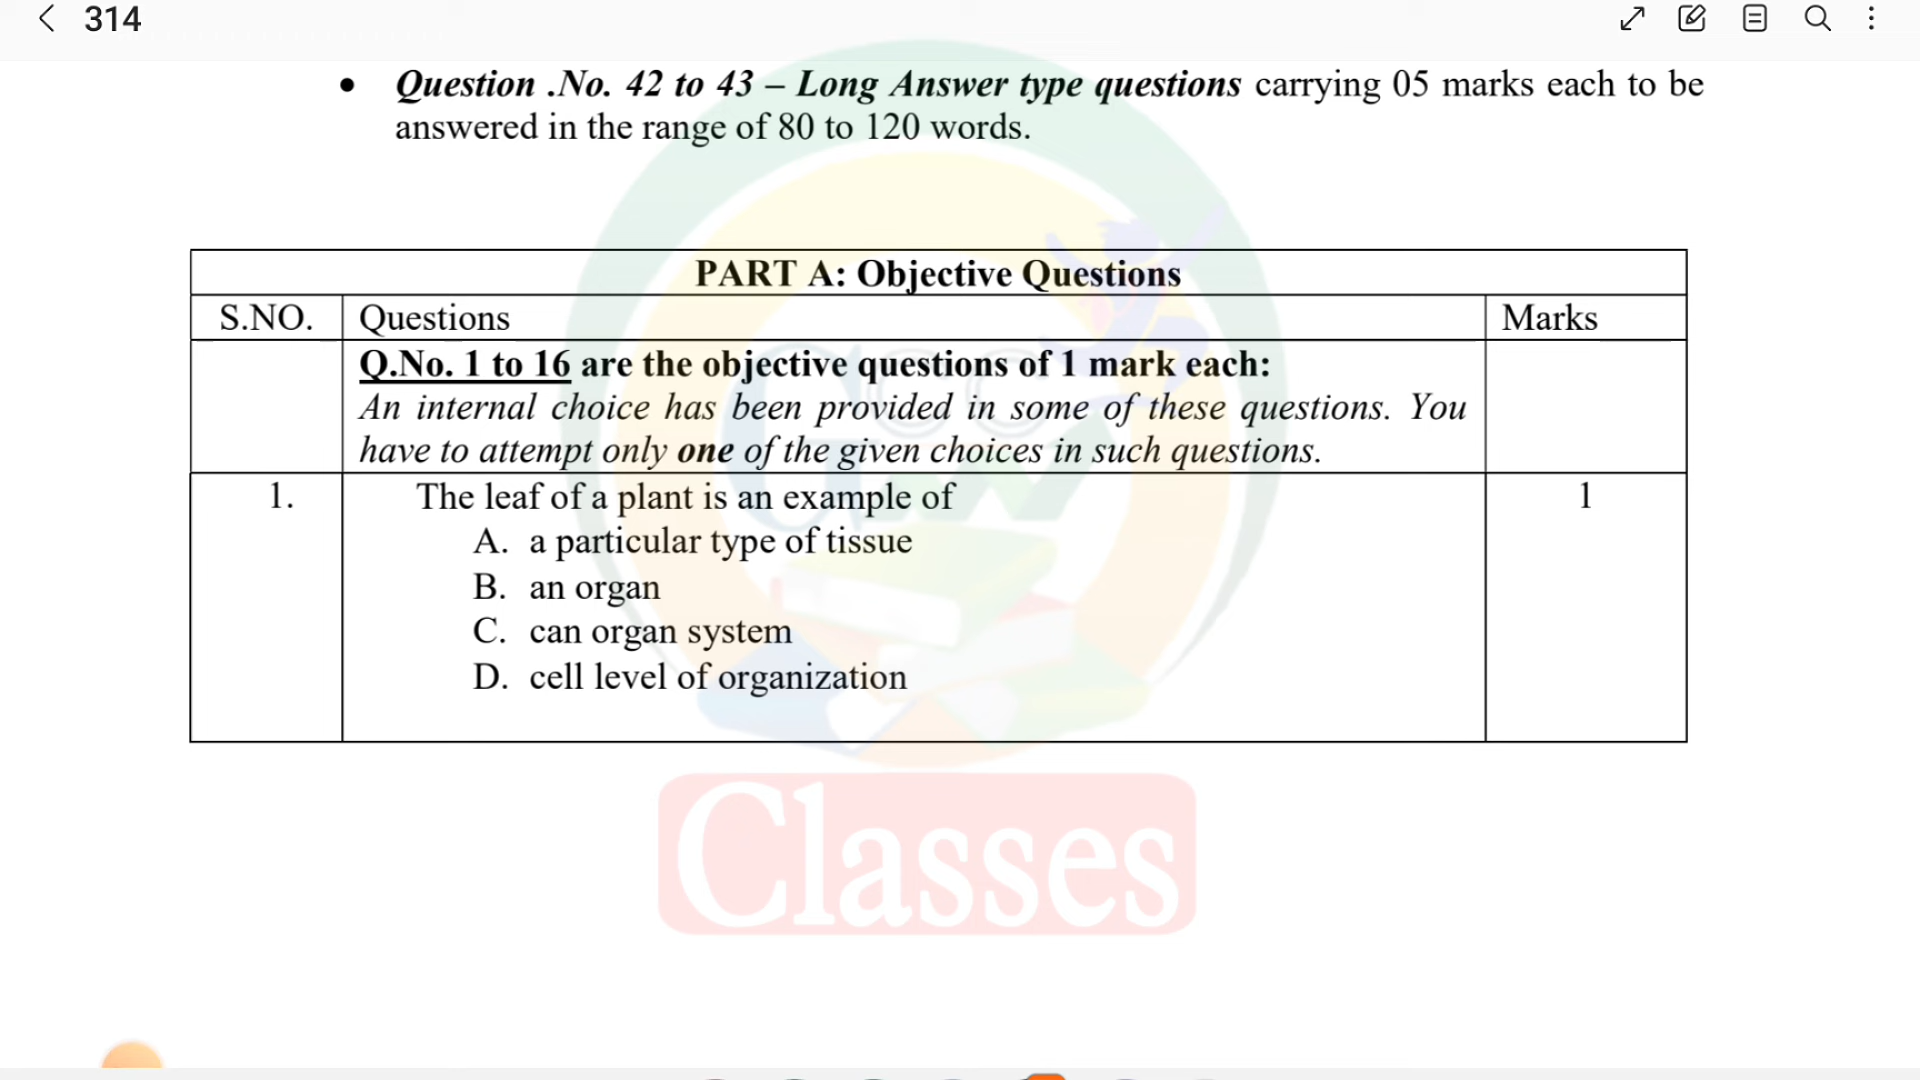 314
• Question .No. 42 to 43 – Long Answer type questions carrying 05 marks each to be
answered in the range of 80 to 120 words.
PART A: Objective Questions
S.NO. Questions Marks
Q.No. 1 to 16 are the objective questions of 1 mark each:
An internal choice has been provided in some of these questions. You
have to attempt only one of the given choices in such questions.
1. The leaf of a plant is an example of 1
A. a particular type of tissue
B. an organ
C. can organ system
D. cell level of organization
Classes